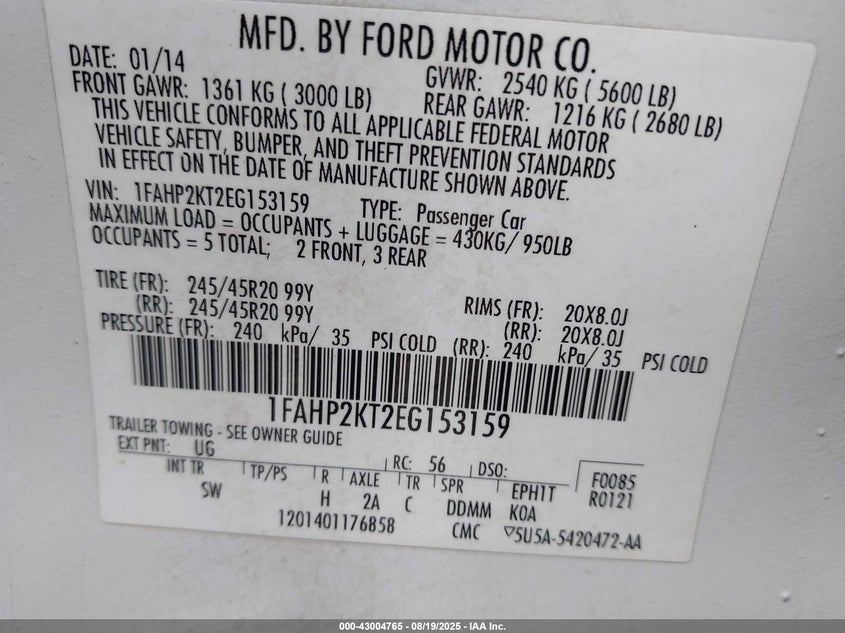 MFD. BY FORD MOTOR CO.
DATE: 01/14 GVWR: 2540 KG ( 5600 LB)
FRONT GAWR: 1361 KG ( 3000 LB) REAR GAWR: 1216 KG ( 2680 LB)
THIS VEHICLE CONFORMS TO ALL APPLICABLE FEDERAL MOTOR
VEHICLE SAFETY, BUMPER, AND THEFT PREVENTION STANDARDS
IN EFFECT ON THE DATE OF MANUFACTURE SHOWN ABOVE.
VIN: 1FAHP2KT2EG153159 TYPE: Passenger Car
MAXIMUM LOAD = OCCUPANTS + LUGGAGE = 430KG/ 950LB
OCCUPANTS = 5 TOTAL; 2 FRONT, 3 REAR
TIRE (FR): 245/45R20 99Y RIMS (FR): 20X8.0J
(RR): 245/45R20 99Y (RR): 20X8.0J
PRESSURE (FR): 240 kPa/ 35 PSI COLD (RR): 240 kPa/ 35 PSI COLD
1FAHP2KT2EG153159
TRAILER TOWING - SEE OWNER GUIDE
EXT PNT: UG RC: 56 DSO: F0085
INT TR TP/PS R AXLE TR SPR EPH1T R0121
SW H 2A C DDMM K0A
1201401176858 CMC ▽5U5A-5420472-AA
000-43004765 - 08/19/2025 - IAA Inc.